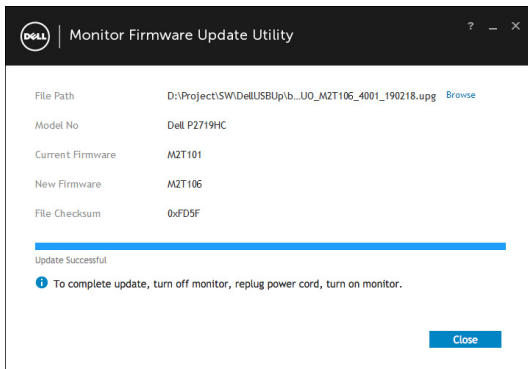 DELL Monitor Firmware Update Utility ? _ X
File Path D:\Project\SW\DellUSBUp\b...U0_M2T106_4001_190218.upg Browse
Model No Dell P2719HC
Current Firmware M2T101
New Firmware M2T106
File Checksum 0xFD5F
Update Successful
To complete update, turn off monitor, replug power cord, turn on monitor.
Close